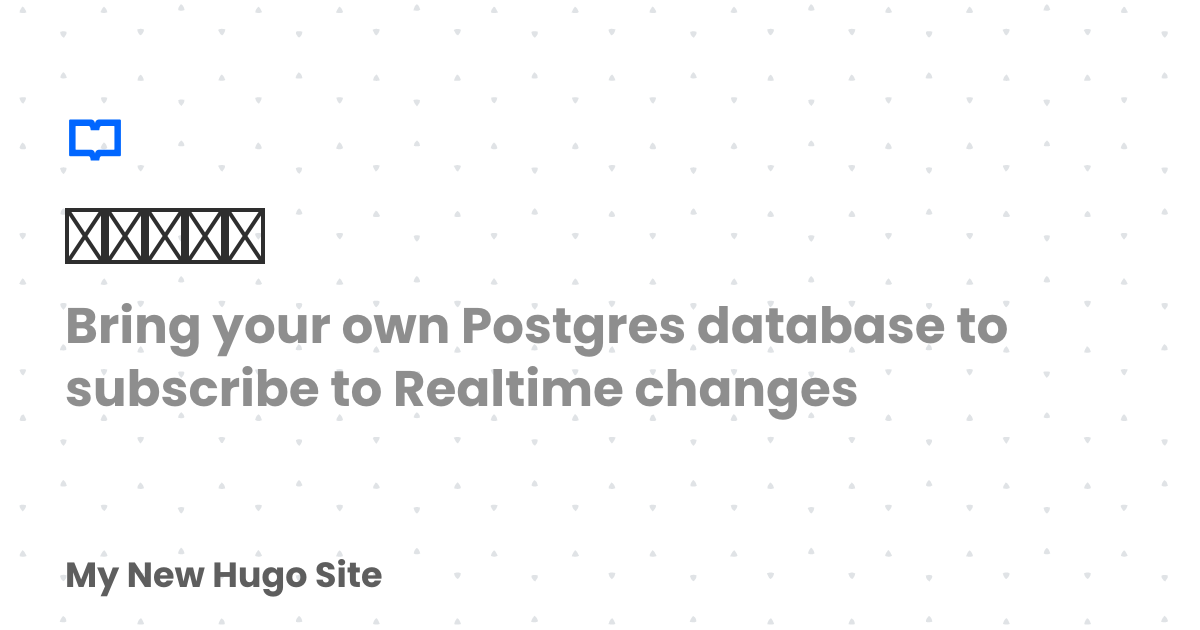 Bring your own Postgres database to
subscribe to Realtime changes
My New Hugo Site